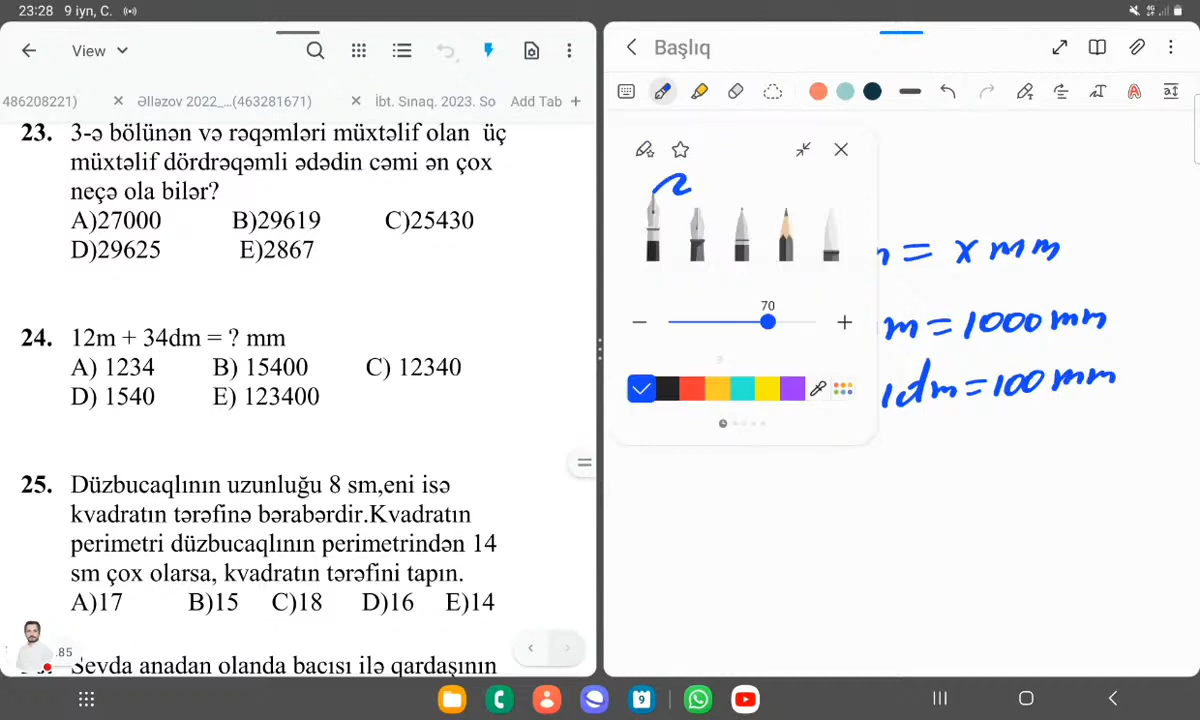 23:28 9 iyn, C.
4G
View
Başlıq
486208221) Əlləzov 2022_...(463281671) İbt. Sınaq. 2023. So Add Tab +
23. 3-ə bölünən və rəqəmləri müxtəlif olan üç
müxtəlif dördrəqəmli ədədin cəmi ən çox
neçə ola bilər?
A)27000 B)29619 C)25430
D)29625 E)2867
24. 12m + 34dm = ? mm
A) 1234 B) 15400 C) 12340
D) 1540 E) 123400
25. Düzbucaqlının uzunluğu 8 sm,eni isə
kvadratın tərəfinə bərabərdir.Kvadratın
perimetri düzbucaqlının perimetrindən 14
sm çox olarsa, kvadratın tərəfini tapın.
A)17 B)15 C)18 D)16 E)14
.85
Sevda anadan olanda bacısı ilə qardaşının
70
= x mm
m = 1000 mm
1dm = 100 mm
9